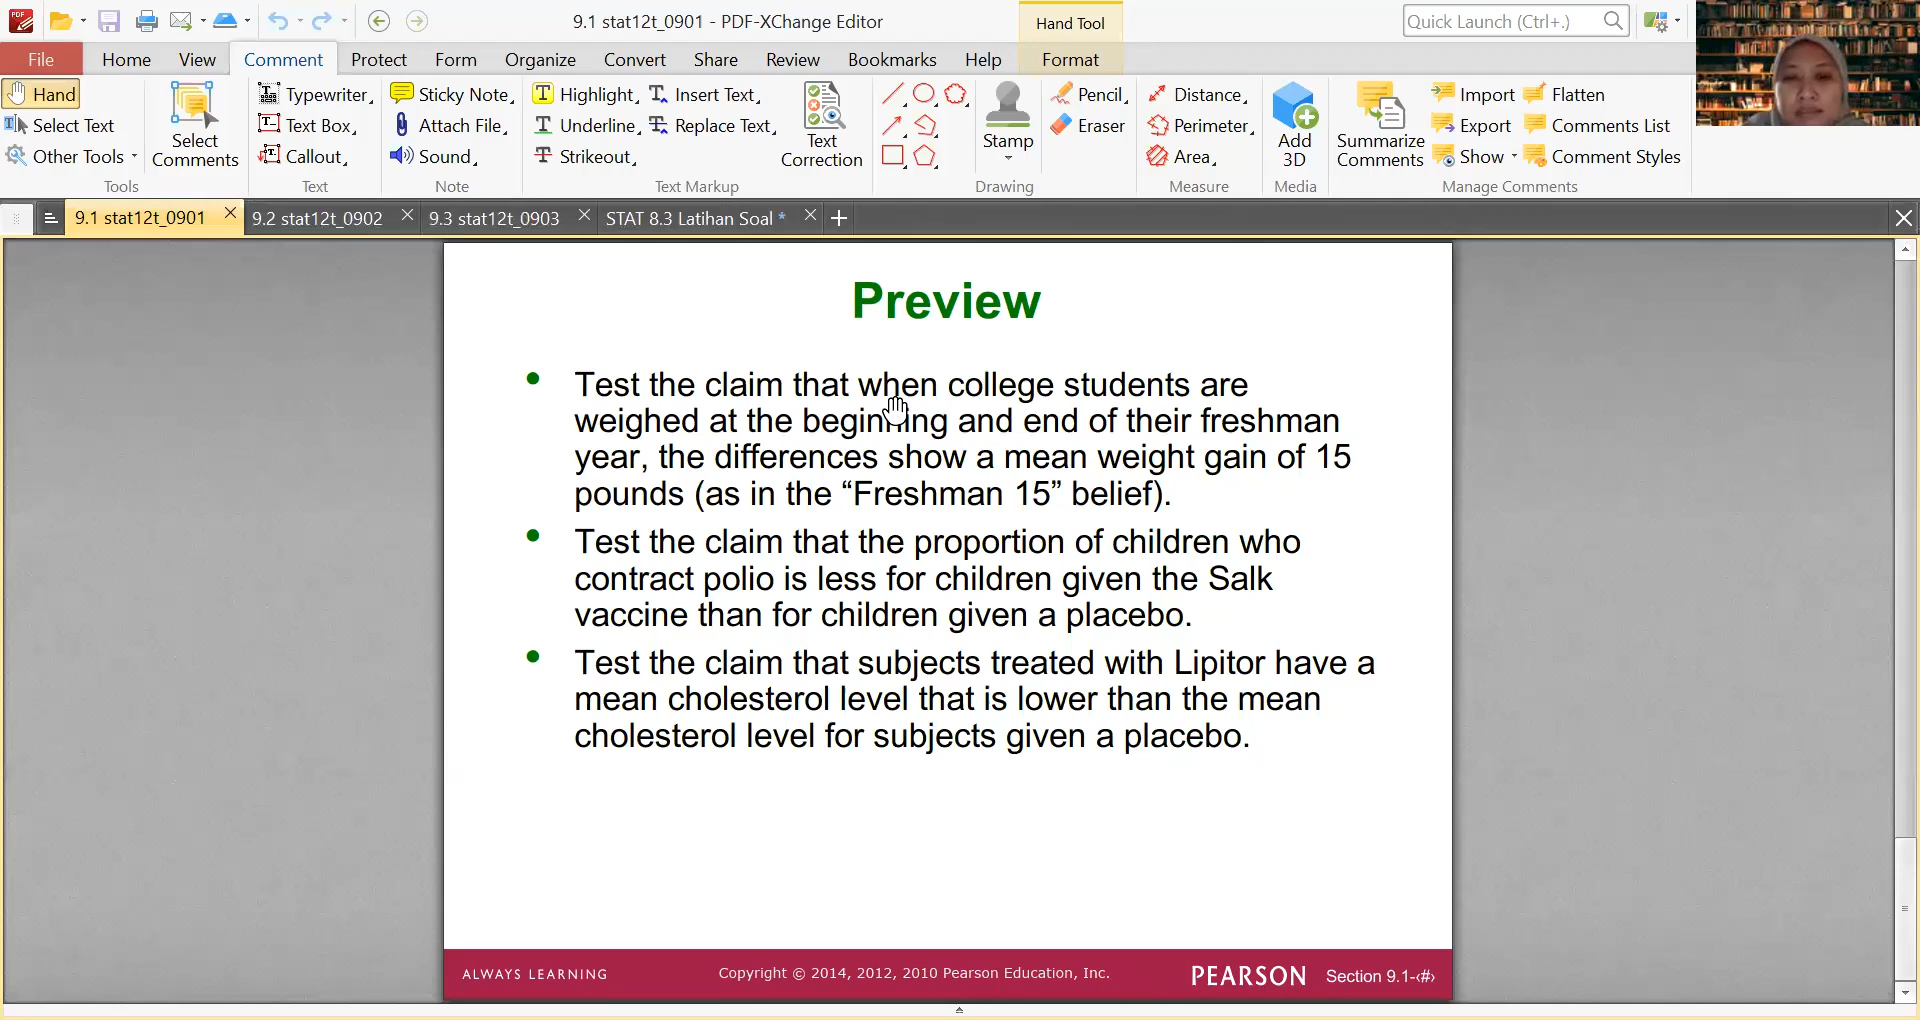 9.1 stat12t_0901 - PDF-XChange Editor
Hand Tool
Quick Launch (Ctrl+.)
File Home View Comment Protect Form Organize Convert Share Review Bookmarks Help Format
Hand
Select Text
Other Tools
Tools
Select Comments
Typewriter
Text Box
Callout
Text
Sticky Note
Attach File
Sound
Note
Highlight
Underline
Strikeout
Insert Text
Replace Text
Text Correction
Text Markup
Stamp
Pencil
Eraser
Drawing
Distance
Perimeter
Area
Measure
Add 3D
Media
Summarize Comments
Import
Export
Show
Flatten
Comments List
Comment Styles
Manage Comments
9.1 stat12t_0901
9.2 stat12t_0902
9.3 stat12t_0903
STAT 8.3 Latihan Soal *
Preview
• Test the claim that when college students are
weighed at the beginning and end of their freshman
year, the differences show a mean weight gain of 15
pounds (as in the “Freshman 15” belief).
• Test the claim that the proportion of children who
contract polio is less for children given the Salk
vaccine than for children given a placebo.
• Test the claim that subjects treated with Lipitor have a
mean cholesterol level that is lower than the mean
cholesterol level for subjects given a placebo.
ALWAYS LEARNING
Copyright © 2014, 2012, 2010 Pearson Education, Inc.
PEARSON
Section 9.1-‹#›